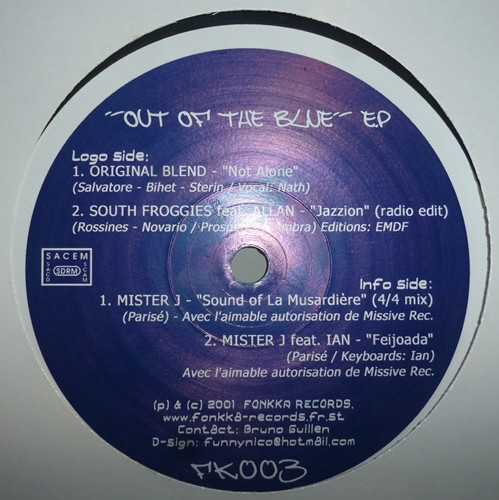 "OUT OF THE BLUE" E.P
Logo side:
1. ORIGINAL BLEND - "Not Alone"
(Salvatore - Bihet - Sterin / Vocal: Nath)
2. SOUTH FROGGIES feat. ALLAN - "Jazzion" (radio edit)
(Rossines - Novario / Editions: EMDF
SACEM
SACD SDRM SCAM
Info side:
1. MISTER J - "Sound of La Musardière" (4/4 mix)
(Parisé) - Avec l'aimable autorisation de Missive Rec.
2. MISTER J feat. IAN - "Feijoada"
(Parisé / Keyboards: Ian)
Avec l'aimable autorisation de Missive Rec.
(p) & (c) 2001 FONKKA RECORDS.
www.fonkka-records.fr.st
Contact: Bruno Guillen
D-sign: funnynico@hotmail.com
FK003